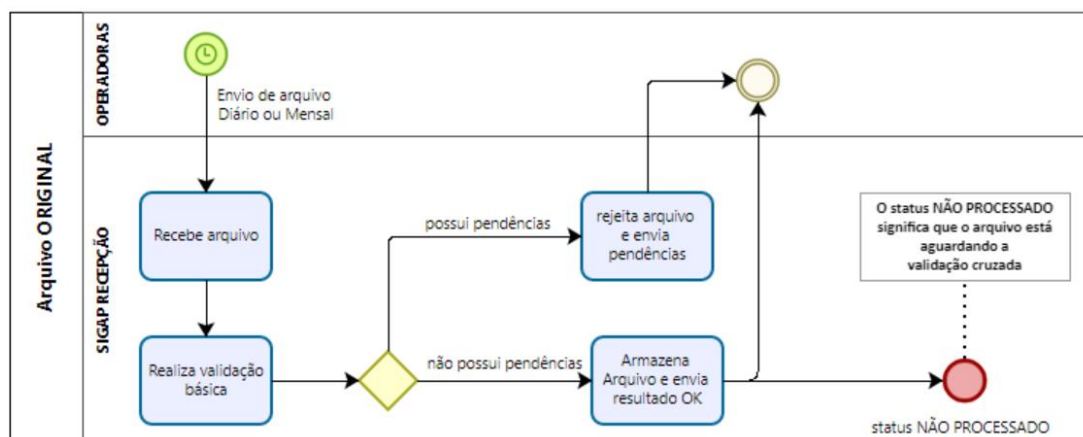 Arquivo ORIGINAL
OPERADORAS
Envio de arquivo
Diário ou Mensal
SIGAP RECEPÇÃO
Recebe arquivo
possui pendências
rejeita arquivo
e envia
pendências
O status NÃO PROCESSADO
significa que o arquivo está
aguardando a
validação cruzada
Realiza validação
básica
não possui pendências
Armazena
Arquivo e envia
resultado OK
status NÃO PROCESSADO